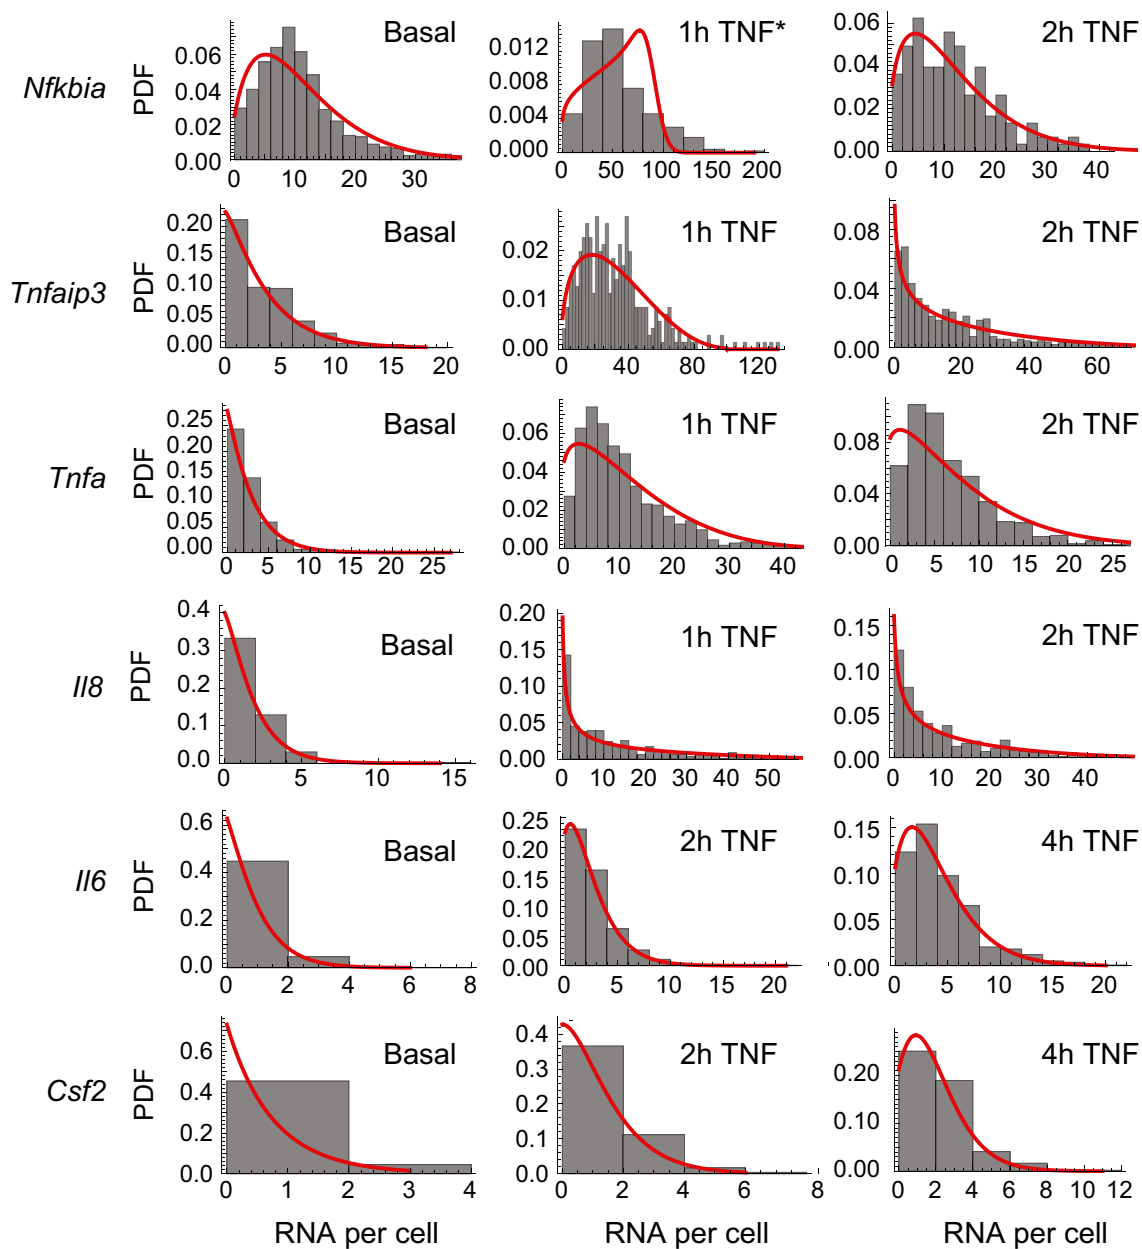 Nfkbia
PDF
Basal
0.06
0.04
0.02
0.00
0 10 20 30
1h TNF*
0.012
0.008
0.004
0.000
0 50 100 150 200
2h TNF
0.06
0.04
0.02
0.00
0 10 20 30 40
Tnfaip3
PDF
Basal
0.20
0.15
0.10
0.05
0.00
0 5 10 15 20
1h TNF
0.02
0.01
0.00
0 40 80 120
2h TNF
0.08
0.04
0.00
0 20 40 60
Tnfa
PDF
Basal
0.25
0.20
0.15
0.10
0.05
0.00
0 5 10 15 20 25
1h TNF
0.06
0.04
0.02
0.00
0 10 20 30 40
2h TNF
0.08
0.04
0.00
0 5 10 15 20 25
Il8
PDF
Basal
0.4
0.3
0.2
0.1
0.0
5 10 15
1h TNF
0.20
0.15
0.10
0.05
0.00
0 10 20 30 40 50
2h TNF
0.15
0.10
0.05
0.00
0 10 20 30 40
Il6
PDF
Basal
0.6
0.4
0.2
0.0
0 2 4 6 8
2h TNF
0.25
0.20
0.15
0.10
0.05
0.00
0 5 10 15 20
4h TNF
0.15
0.10
0.05
0.00
0 5 10 15 20
Csf2
PDF
Basal
0.6
0.4
0.2
0.0
0 1 2 3 4
RNA per cell
2h TNF
0.4
0.3
0.2
0.1
0.0
0 2 4 6 8
RNA per cell
4h TNF
0.20
0.10
0.00
0 2 4 6 8 10 12
RNA per cell